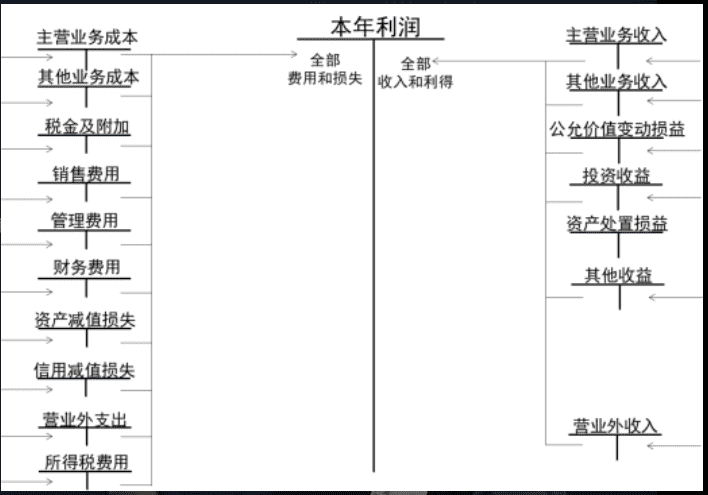 本年利润
全部
费用和损失
全部
收入和利得
主营业务成本
其他业务成本
税金及附加
销售费用
管理费用
财务费用
资产减值损失
信用减值损失
营业外支出
所得税费用
主营业务收入
其他业务收入
公允价值变动损益
投资收益
资产处置损益
其他收益
营业外收入